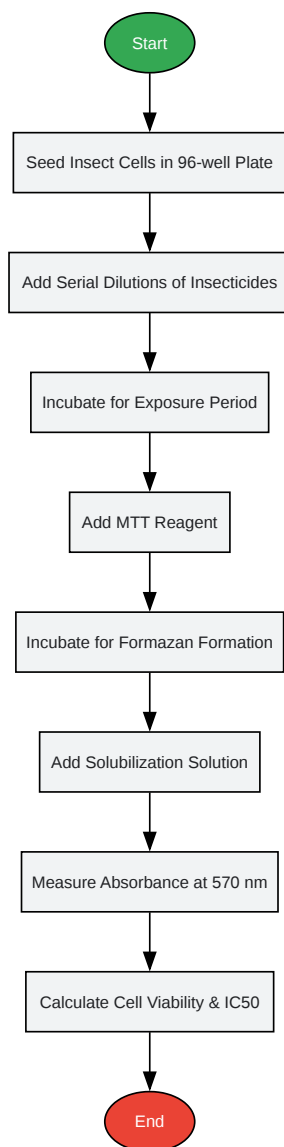 Start
Seed Insect Cells in 96-well Plate
Add Serial Dilutions of Insecticides
Incubate for Exposure Period
Add MTT Reagent
Incubate for Formazan Formation
Add Solubilization Solution
Measure Absorbance at 570 nm
Calculate Cell Viability & IC50
End